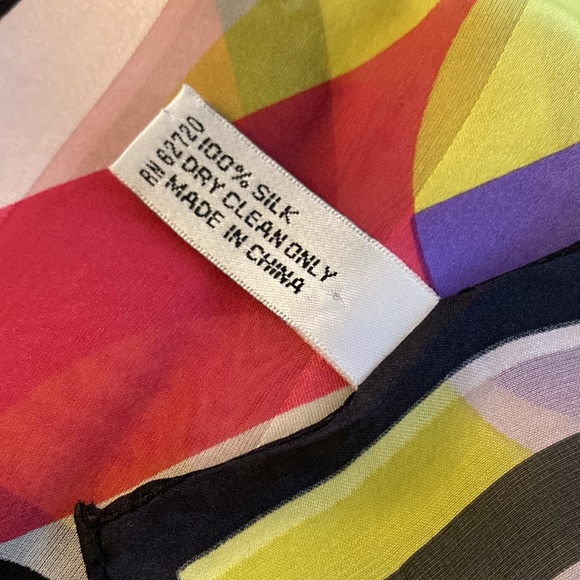 RN 62720
100% SILK
DRY CLEAN ONLY
MADE IN CHINA